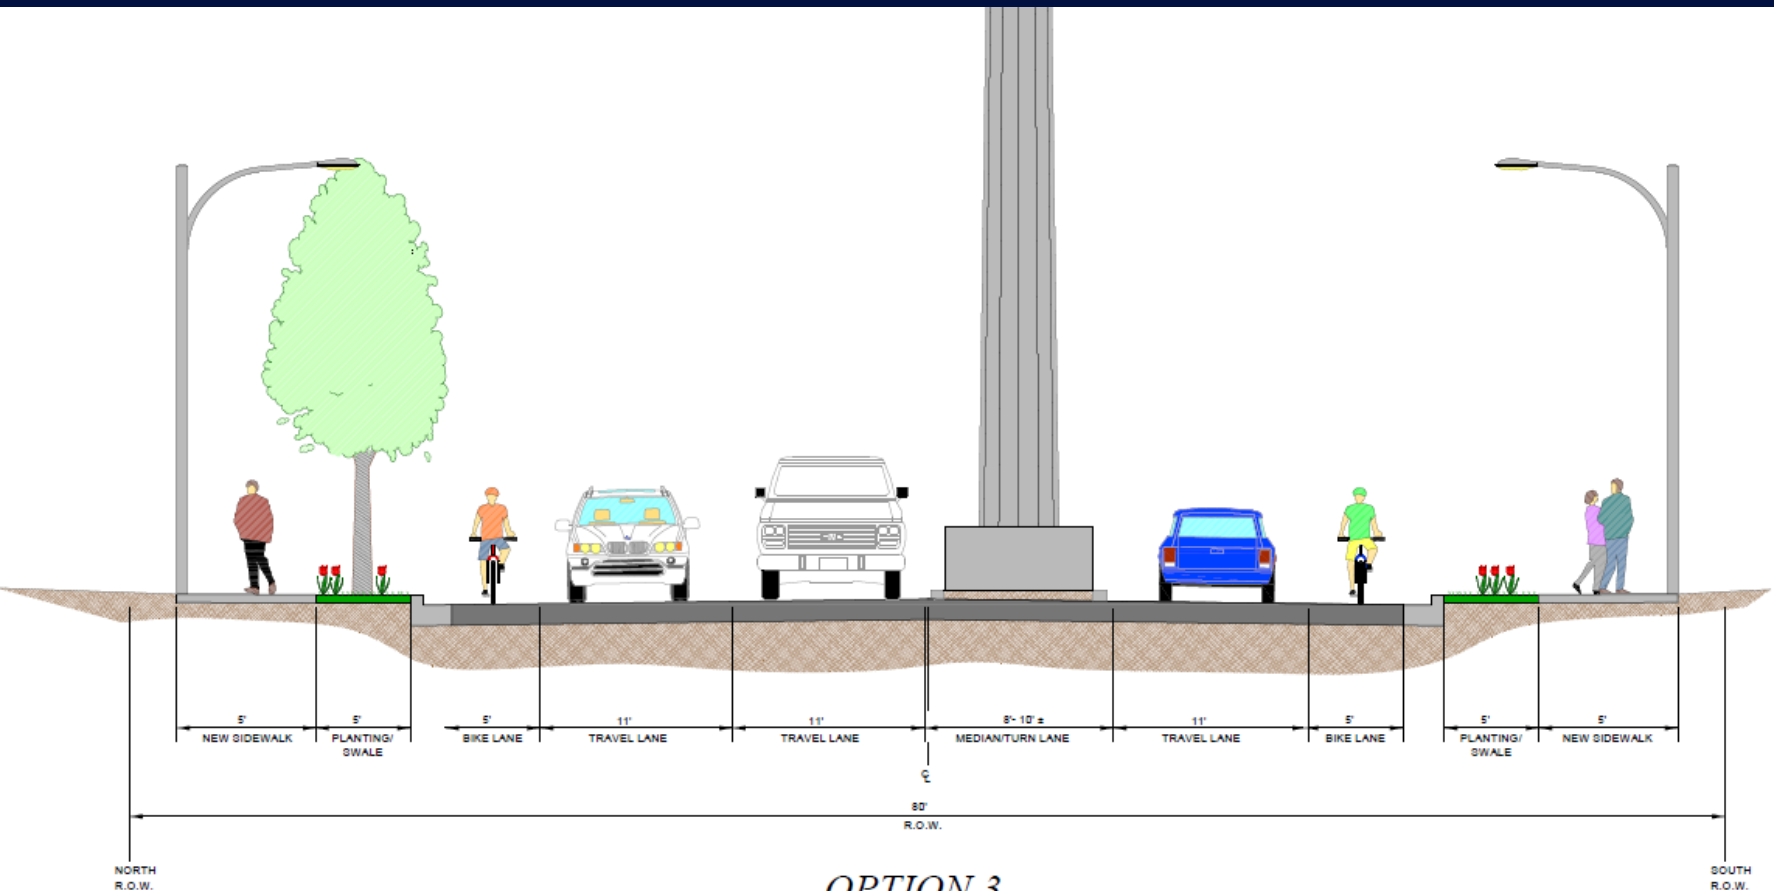 5'
5'
5'
11'
11'
8'- 10' ±
11'
5'
5'
5'
NEW SIDEWALK
PLANTING/
SWALE
BIKE LANE
TRAVEL LANE
TRAVEL LANE
MEDIAN/TURN LANE
TRAVEL LANE
BIKE LANE
PLANTING/
SWALE
NEW SIDEWALK
80'
R.O.W.
NORTH
R.O.W.
SOUTH
R.O.W.
OPTION 3